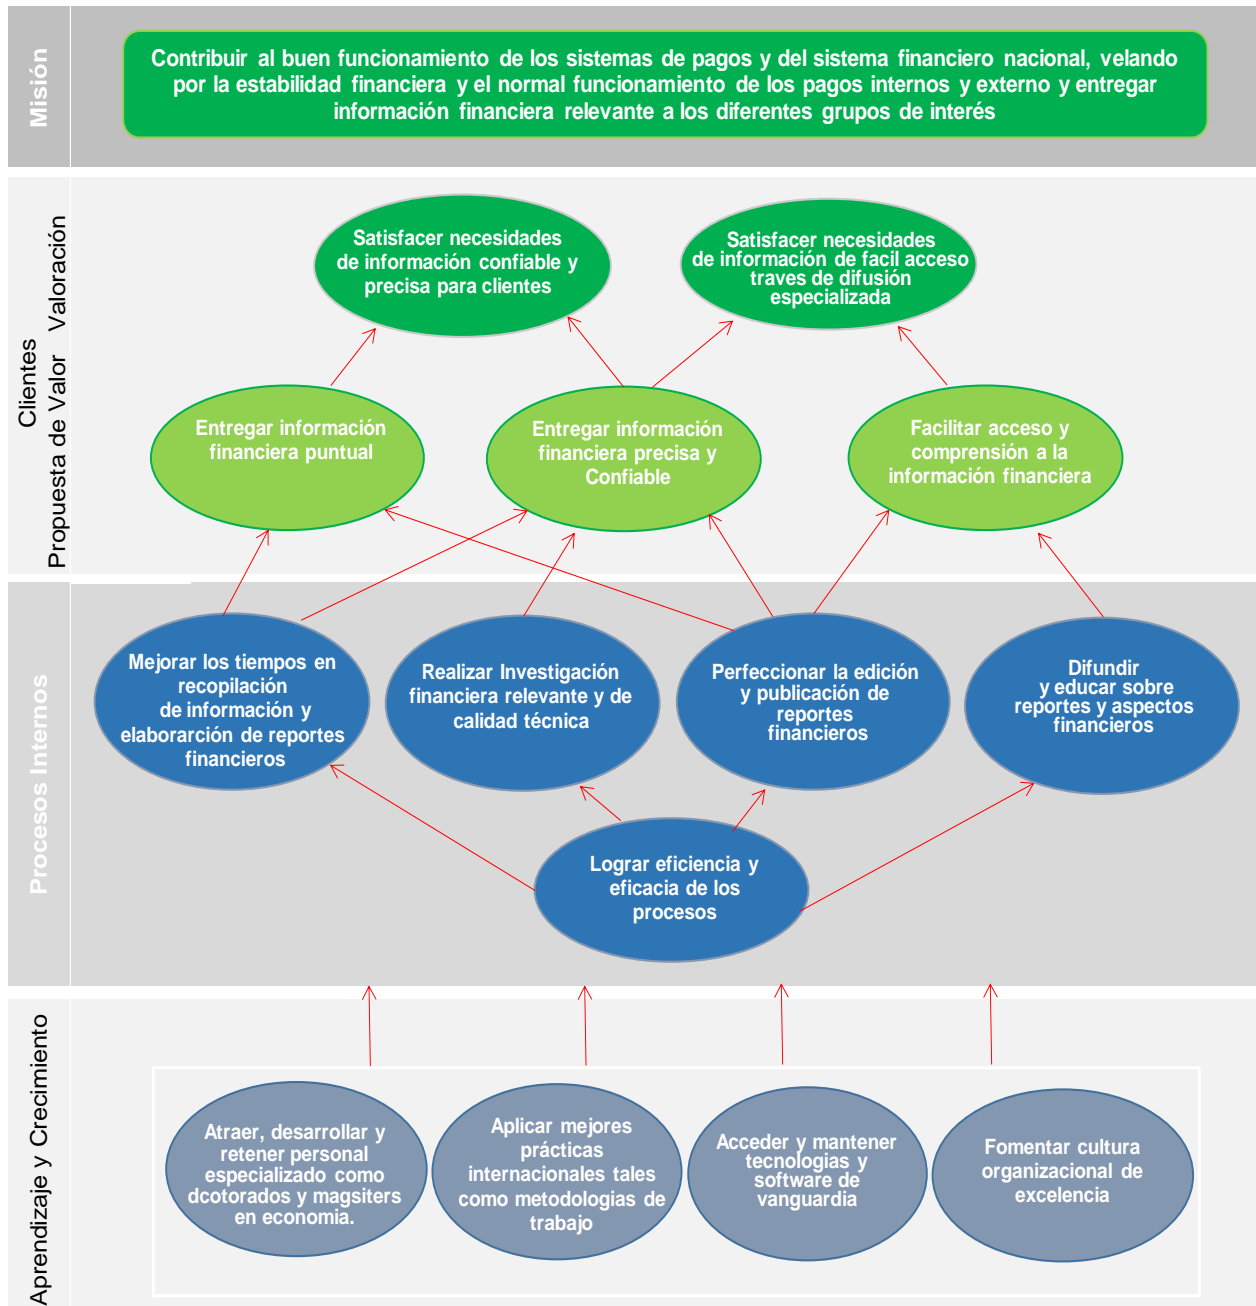 Misión
Contribuir al buen funcionamiento de los sistemas de pagos y del sistema financiero nacional, velando
por la estabilidad financiera y el normal funcionamiento de los pagos internos y externo y entregar
información financiera relevante a los diferentes grupos de interés
Clientes
Propuesta de Valor Valoración
Satisfacer necesidades
de información confiable y
precisa para clientes
Satisfacer necesidades
de información de facil acceso
traves de difusión
especializada
Entregar información
financiera puntual
Entregar información
financiera precisa y
Confiable
Facilitar acceso y
comprensión a la
información financiera
Procesos Internos
Mejorar los tiempos en
recopilación
de información y
elaborarción de reportes
financieros
Realizar Investigación
financiera relevante y de
calidad técnica
Perfeccionar la edición
y publicación de
reportes
financieros
Difundir
y educar sobre
reportes y aspectos
financieros
Lograr eficiencia y
eficacia de los
procesos
Aprendizaje y Crecimiento
Atraer, desarrollar y
retener personal
especializado como
dcotorados y magsiters
en economia.
Aplicar mejores
prácticas
internacionales tales
como metodologias de
trabajo
Acceder y mantener
tecnologias y
software de
vanguardia
Fomentar cultura
organizacional de
excelencia